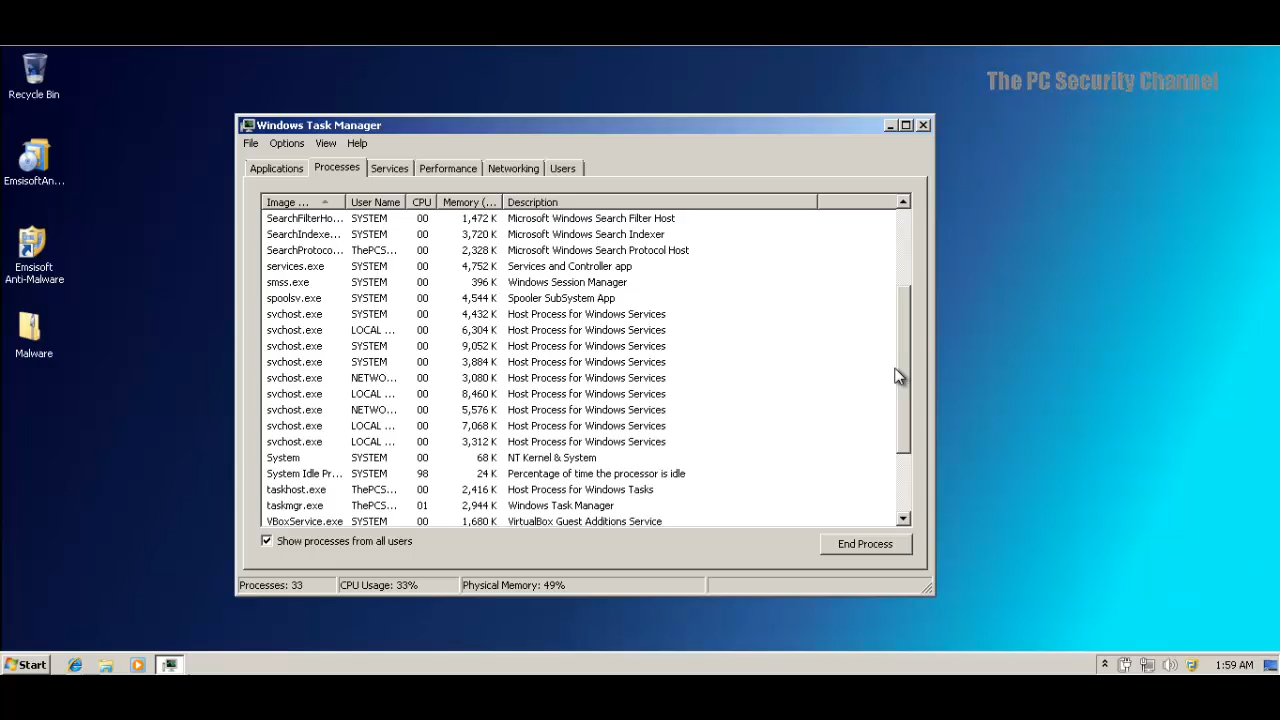 The PC Security Channel
Recycle Bin
EmsisoftAn...
Emsisoft
Anti-Malware
Malware
Windows Task Manager
File Options View Help
Applications Processes Services Performance Networking Users
Image ... User Name CPU Memory (... Description
SearchFilterHo... SYSTEM 00 1,472 K Microsoft Windows Search Filter Host
SearchIndexe... SYSTEM 00 3,720 K Microsoft Windows Search Indexer
SearchProtoco... ThePCS... 00 2,328 K Microsoft Windows Search Protocol Host
services.exe SYSTEM 00 4,752 K Services and Controller app
smss.exe SYSTEM 00 396 K Windows Session Manager
spoolsv.exe SYSTEM 00 4,544 K Spooler SubSystem App
svchost.exe SYSTEM 00 4,432 K Host Process for Windows Services
svchost.exe LOCAL ... 00 6,304 K Host Process for Windows Services
svchost.exe SYSTEM 00 9,052 K Host Process for Windows Services
svchost.exe SYSTEM 00 3,884 K Host Process for Windows Services
svchost.exe NETWO... 00 3,080 K Host Process for Windows Services
svchost.exe LOCAL ... 00 8,460 K Host Process for Windows Services
svchost.exe NETWO... 00 5,576 K Host Process for Windows Services
svchost.exe LOCAL ... 00 7,068 K Host Process for Windows Services
svchost.exe LOCAL ... 00 3,312 K Host Process for Windows Services
System SYSTEM 00 68 K NT Kernel & System
System Idle Pr... SYSTEM 98 24 K Percentage of time the processor is idle
taskhost.exe ThePCS... 00 2,416 K Host Process for Windows Tasks
taskmgr.exe ThePCS... 01 2,944 K Windows Task Manager
VBoxService.exe SYSTEM 00 1,680 K VirtualBox Guest Additions Service
Show processes from all users
End Process
Processes: 33 CPU Usage: 33% Physical Memory: 49%
Start
1:59 AM